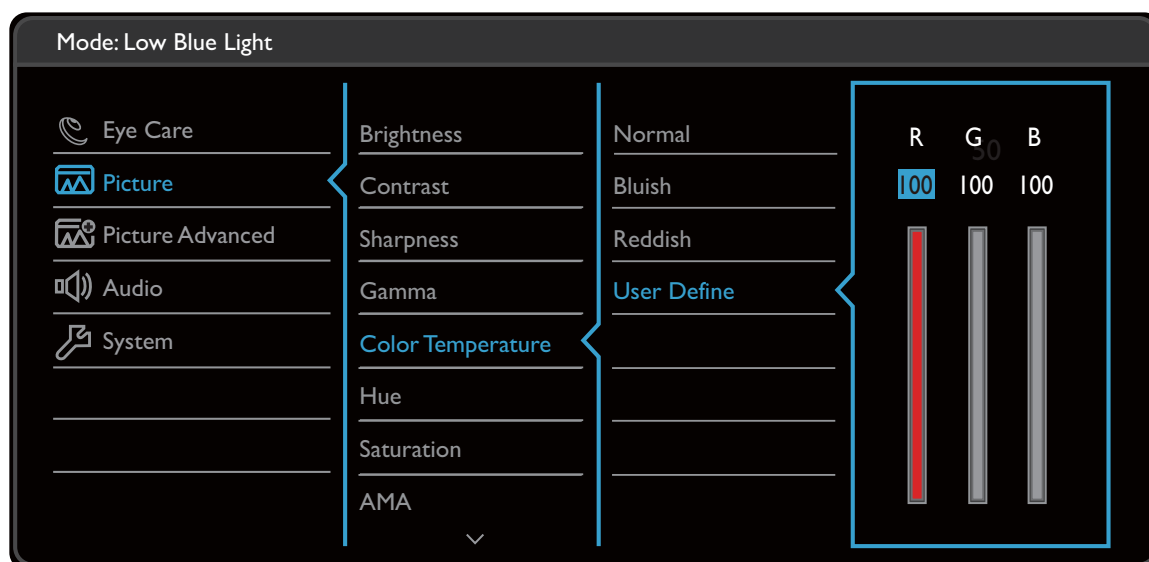 Mode: Low Blue Light
Eye Care
Picture
Picture Advanced
Audio
System
Brightness
Contrast
Sharpness
Gamma
Color Temperature
Hue
Saturation
AMA
Normal
Bluish
Reddish
User Define
R G B
50
100 100 100